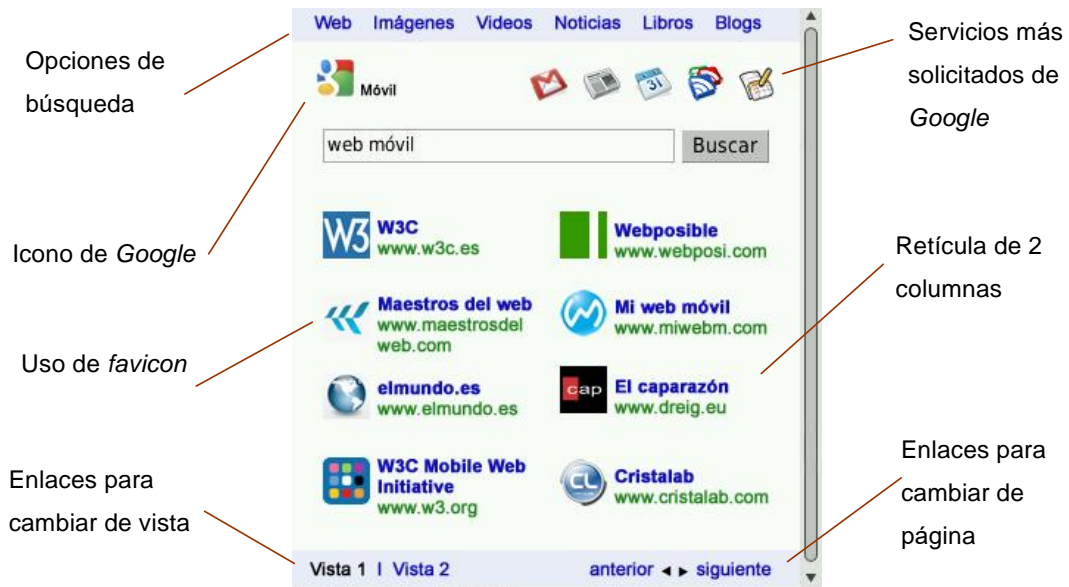 Opciones de
búsqueda
Icono de Google
Uso de favicon
Enlaces para
cambiar de vista
Web Imágenes Videos Noticias Libros Blogs
Móvil
31
web móvil Buscar
W3 W3C
www.w3c.es
Webposible
www.webposi.com
Maestros del web
www.maestrosdel
web.com
Mi web móvil
www.miwebm.com
elmundo.es
www.elmundo.es
cap El caparazón
www.dreig.eu
W3C Mobile Web
Initiative
www.w3.org
CL Cristalab
www.cristalab.com
Vista 1 I Vista 2 anterior ◄ ► siguiente
Servicios más
solicitados de
Google
Retícula de 2
columnas
Enlaces para
cambiar de
página